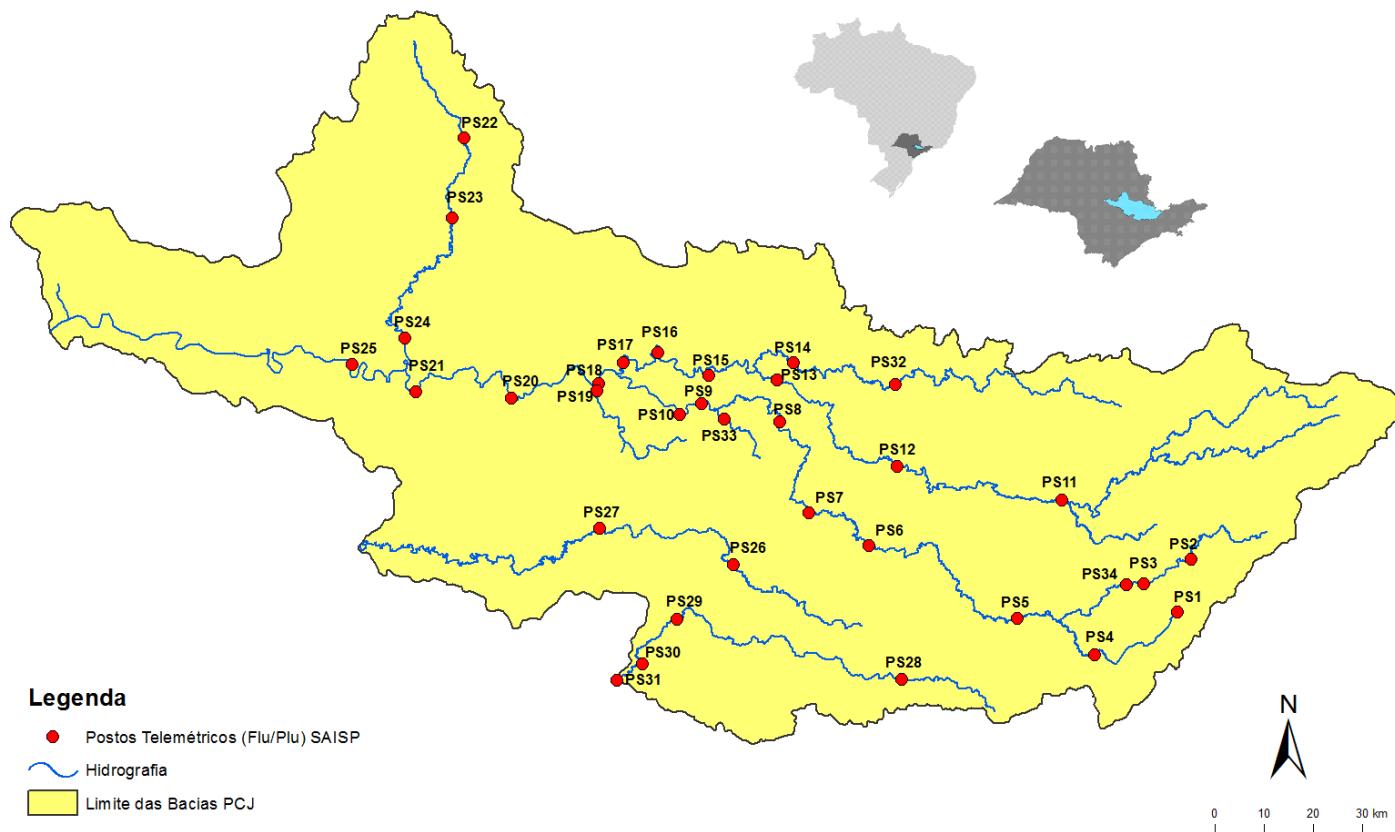 PS22
PS23
PS24
PS25
PS21
PS20
PS18
PS19
PS17
PS16
PS15
PS14
PS13
PS32
PS9
PS10
PS33
PS8
PS12
PS11
PS7
PS6
PS27
PS26
PS2
PS3
PS34
PS1
PS5
PS4
PS29
PS30
PS31
PS28
Legenda
Postos Telemétricos (Flu/Plu) SAISP
Hidrografia
Limite das Bacias PCJ
N
0 10 20 30 km